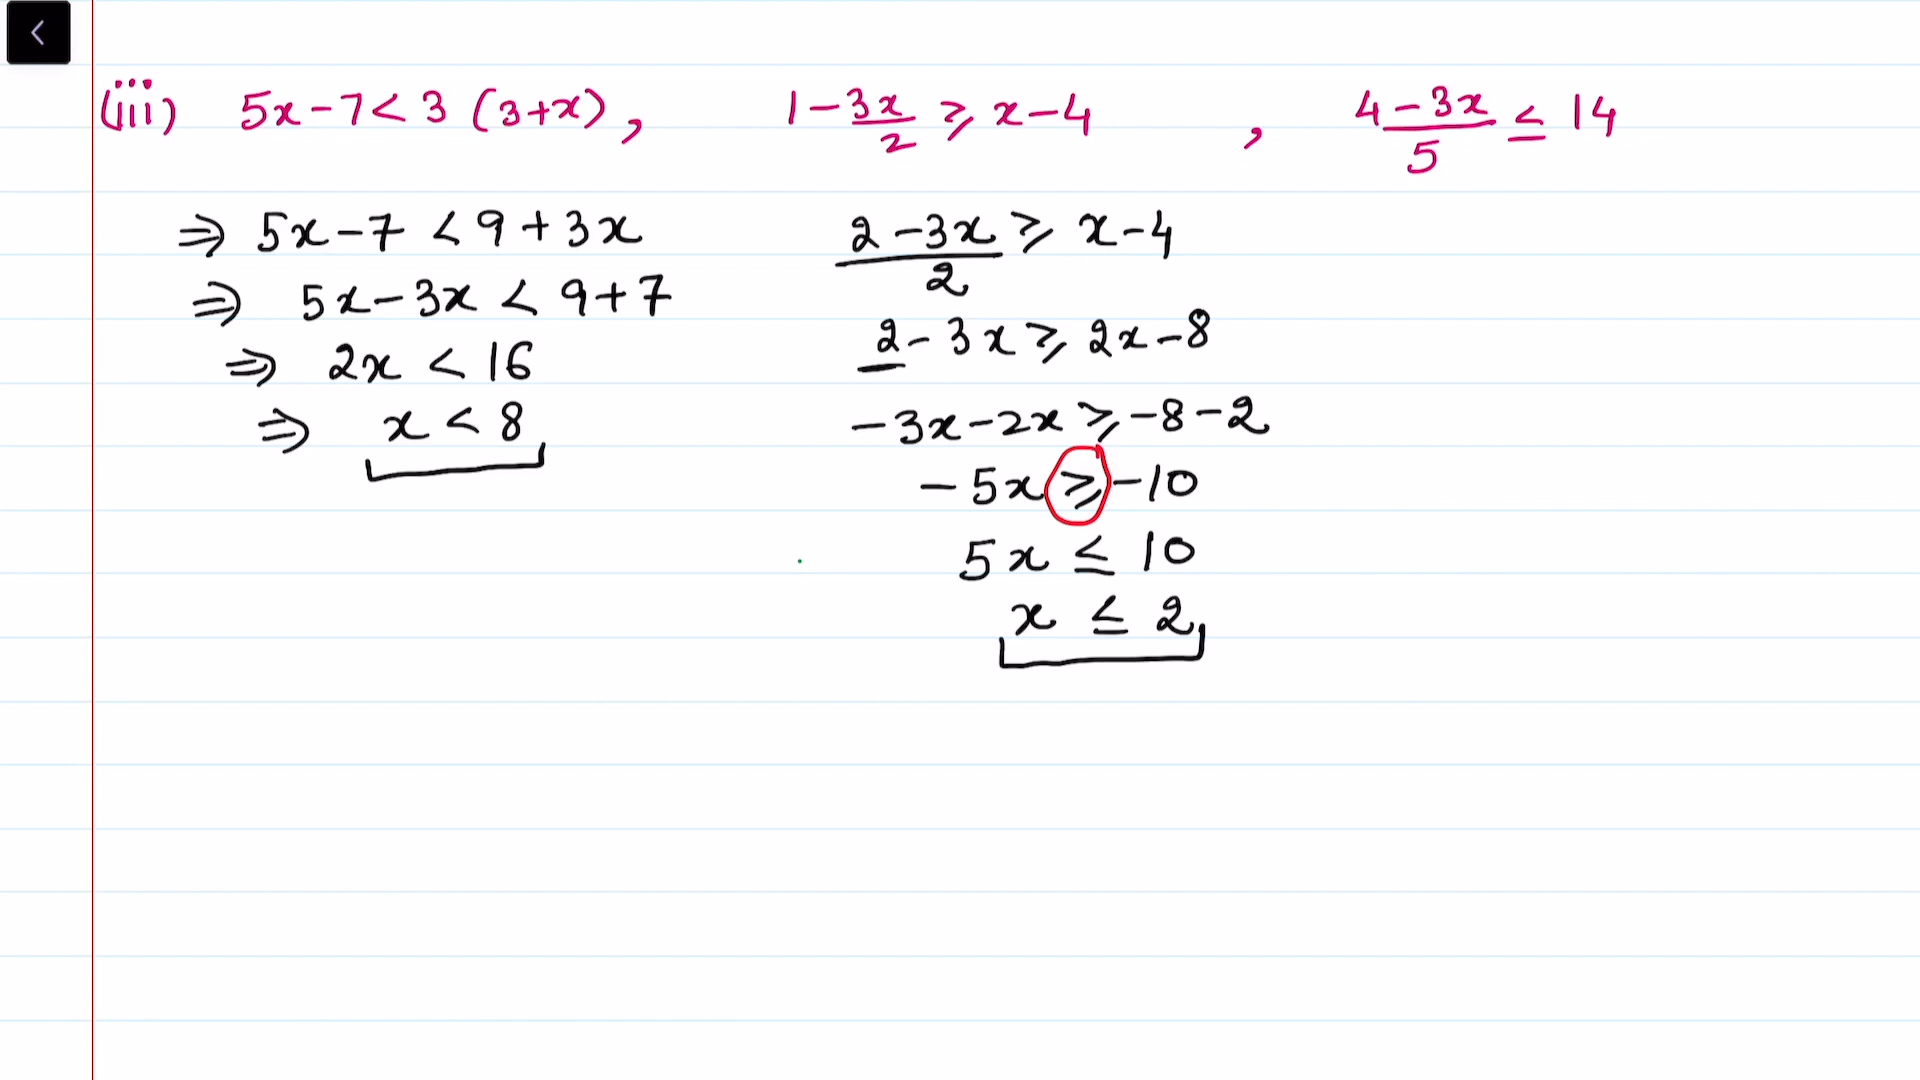 (iii) 5x-7<3(3+x), 1-3x/2 ⩾ x-4 , 4-3x/5 ≤ 14
⇒ 5x-7 < 9+3x
⇒ 5x-3x < 9+7
⇒ 2x < 16
⇒ x < 8
2-3x/2 ⩾ x-4
2-3x ⩾ 2x-8
-3x-2x ⩾ -8-2
-5x ⩾ -10
5x ≤ 10
x ≤ 2